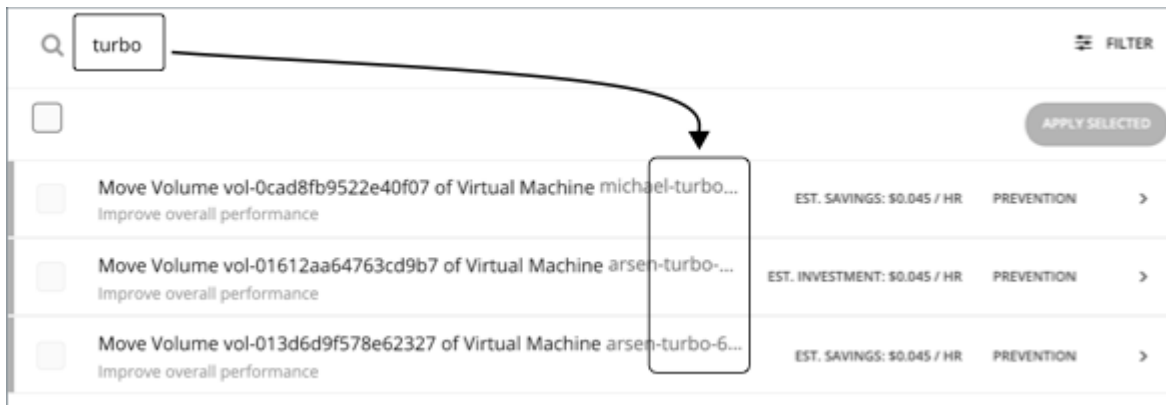 turbo
FILTER
APPLY SELECTED
Move Volume vol-0cad8fb9522e40f07 of Virtual Machine michael-turbo... EST. SAVINGS: $0.045 / HR PREVENTION
Improve overall performance
Move Volume vol-01612aa64763cd9b7 of Virtual Machine arsen-turbo-... EST. INVESTMENT: $0.045 / HR PREVENTION
Improve overall performance
Move Volume vol-013d6d9f578e62327 of Virtual Machine arsen-turbo-6... EST. SAVINGS: $0.045 / HR PREVENTION
Improve overall performance